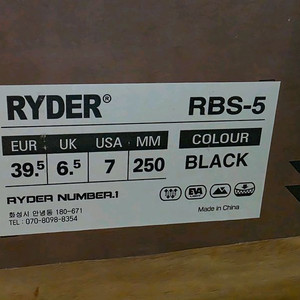 RYDER® RBS-5
EUR UK USA MM COLOUR
39.5 6.5 7 250 BLACK
RYDER NUMBER.1
EVA
화성시 안녕동 180-671
TEL : 070-8098-8354
Made in China